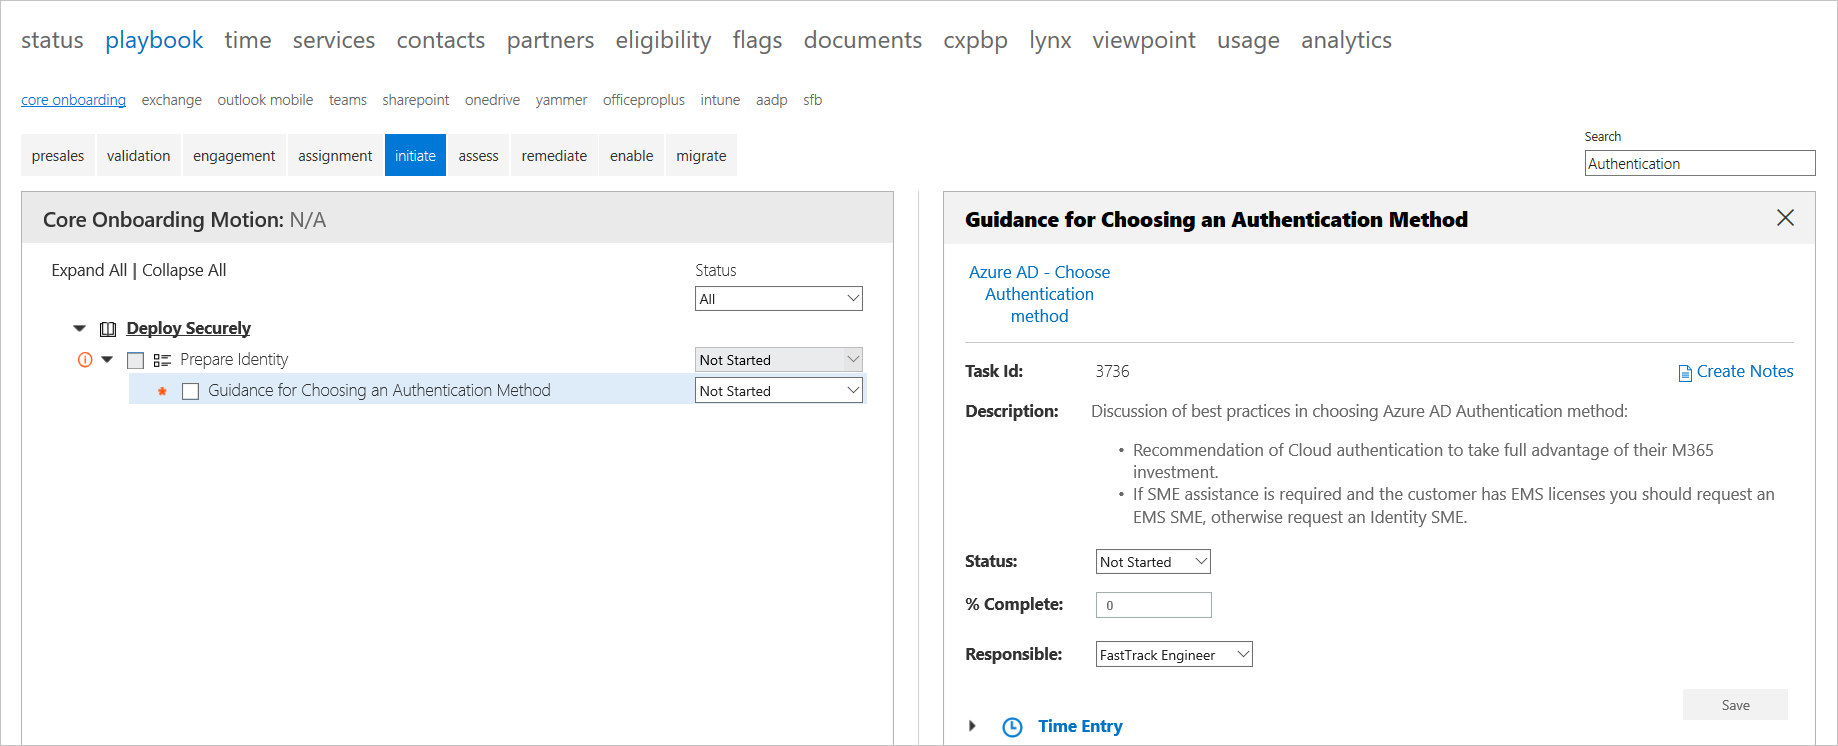 status playbook time services contacts partners eligibility flags documents cxpbp lynx viewpoint usage analytics
core onboarding exchange outlook mobile teams sharepoint onedrive yammer officeproplus intune aadp sfb
presales validation engagement assignment initiate assess remediate enable migrate
Search
Authentication
Core Onboarding Motion: N/A
Expand All | Collapse All
Status
All
Deploy Securely
Prepare Identity Not Started
* Guidance for Choosing an Authentication Method Not Started
Guidance for Choosing an Authentication Method
Azure AD - Choose
Authentication
method
Task Id: 3736 Create Notes
Description: Discussion of best practices in choosing Azure AD Authentication method:
• Recommendation of Cloud authentication to take full advantage of their M365
investment.
• If SME assistance is required and the customer has EMS licenses you should request an
EMS SME, otherwise request an Identity SME.
Status: Not Started
% Complete: 0
Responsible: FastTrack Engineer
Save
Time Entry